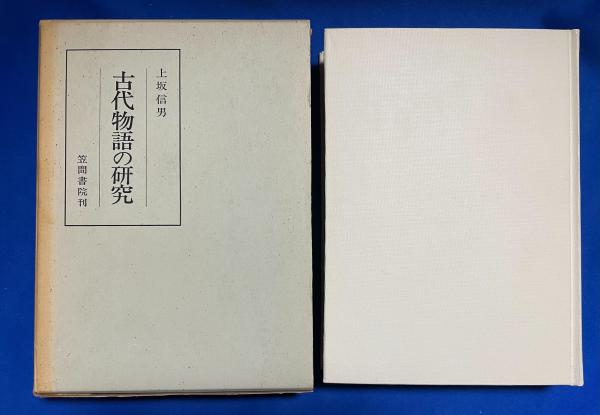 上坂信男
古代物語の研究
笠間書院刊